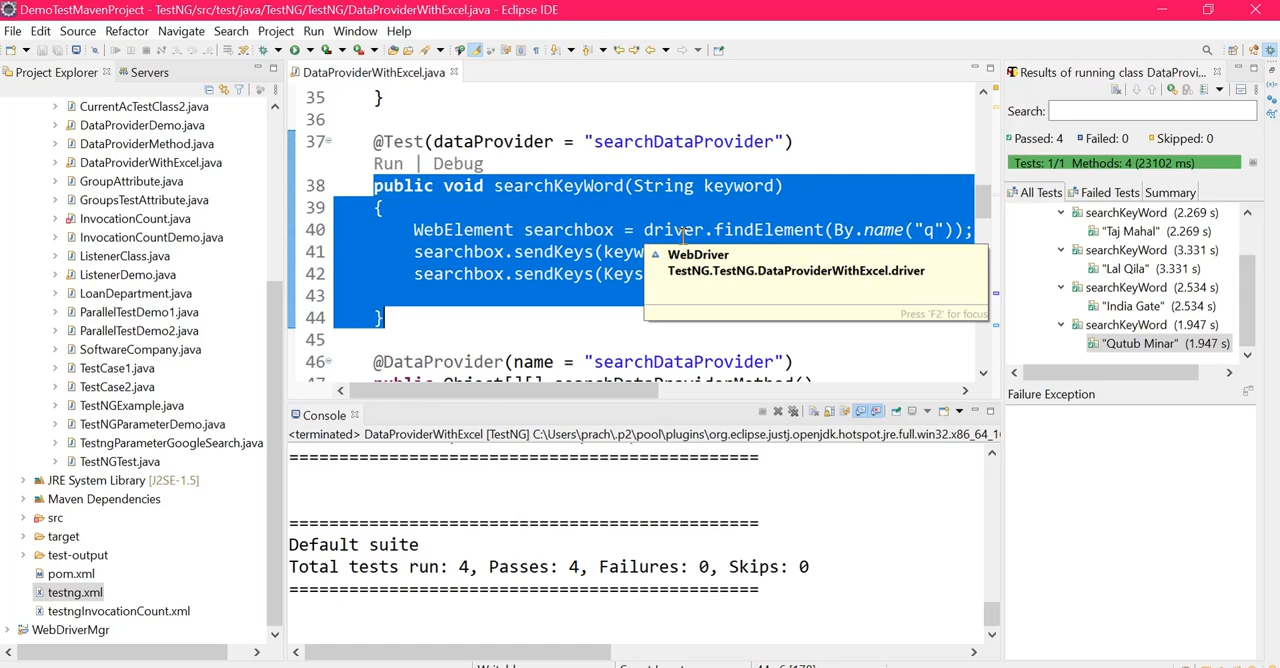 DemoTestMavenProject - TestNG/src/test/java/TestNG/TestNG/DataProviderWithExcel.java - Eclipse IDE
File Edit Source Refactor Navigate Search Project Run Window Help
Project Explorer Servers
CurrentAcTestClass2.java
DataProviderDemo.java
DataProviderMethod.java
DataProviderWithExcel.java
GroupAttribute.java
GroupsTestAttribute.java
InvocationCount.java
InvocationCountDemo.java
ListenerClass.java
ListenerDemo.java
LoanDepartment.java
ParallelTestDemo1.java
ParallelTestDemo2.java
SoftwareCompany.java
TestCase1.java
TestCase2.java
TestNGExample.java
TestNGParameterDemo.java
TestngParameterGoogleSearch.java
TestNGTest.java
JRE System Library [J2SE-1.5]
Maven Dependencies
src
target
test-output
pom.xml
testng.xml
testngInvocationCount.xml
WebDriverMgr
DataProviderWithExcel.java
35 }
36
37 @Test(dataProvider = "searchDataProvider")
Run | Debug
38 public void searchKeyWord(String keyword)
39 {
40 WebElement searchbox = driver.findElement(By.name("q"));
41 searchbox.sendKeys(keyw
42 searchbox.sendKeys(Keys
43
44 }
45
46 @DataProvider(name = "searchDataProvider")
47 public Object[][] searchDataProviderMethod()
WebDriver
TestNG.TestNG.DataProviderWithExcel.driver
Press 'F2' for focus
Console
<terminated> DataProviderWithExcel [TestNG] C:\Users\prach\.p2\pool\plugins\org.eclipse.justj.openjdk.hotspot.jre.full.win32.x86_64_1
===============================================
===============================================
Default suite
Total tests run: 4, Passes: 4, Failures: 0, Skips: 0
===============================================
Results of running class DataProvi...
Search:
Passed: 4 Failed: 0 Skipped: 0
Tests: 1/1 Methods: 4 (23102 ms)
All Tests Failed Tests Summary
searchKeyWord (2.269 s)
"Taj Mahal" (2.269 s)
searchKeyWord (3.331 s)
"Lal Qila" (3.331 s)
searchKeyWord (2.534 s)
"India Gate" (2.534 s)
searchKeyWord (1.947 s)
"Qutub Minar" (1.947 s)
Failure Exception